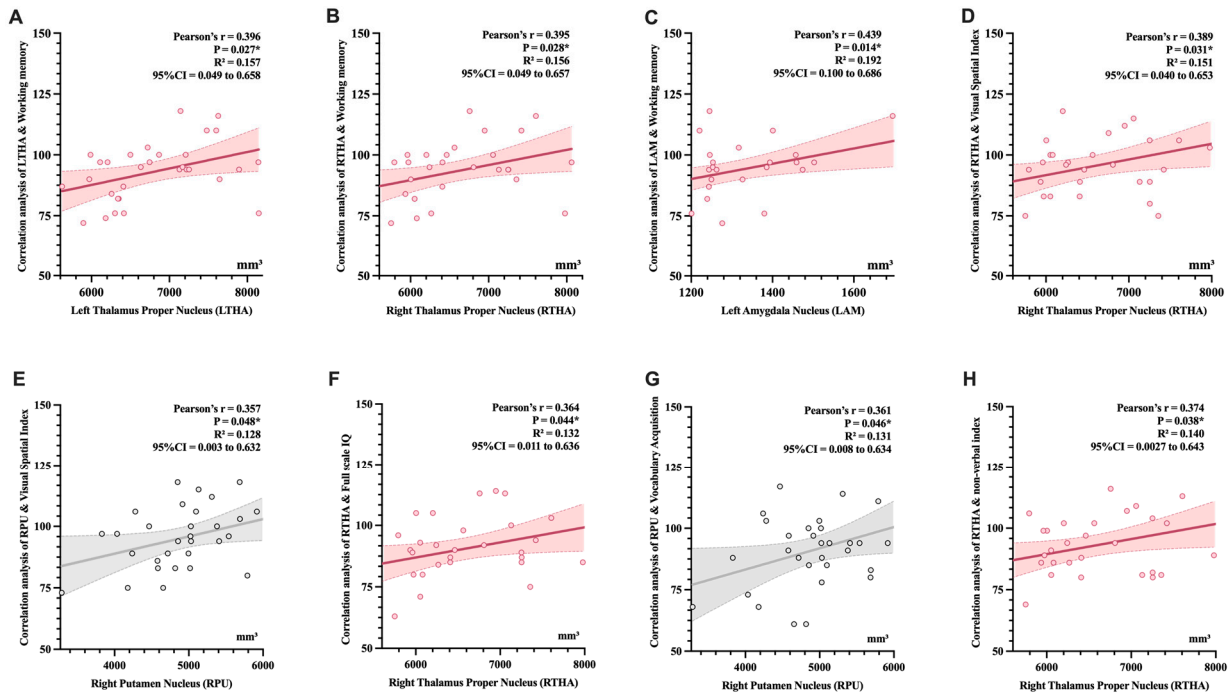 A
Correlation analysis of LTHA & Working memory
Pearson's r = 0.396
P = 0.027*
R² = 0.157
95%CI = 0.049 to 0.658
150
125
100
75
50
mm³
6000 7000 8000
Left Thalamus Proper Nucleus (LTHA)
B
Correlation analysis of RTHA & Working memory
Pearson's r = 0.395
P = 0.028*
R² = 0.156
95%CI = 0.049 to 0.657
150
125
100
75
50
mm³
6000 7000 8000
Right Thalamus Proper Nucleus (RTHA)
C
Correlation analysis of LAM & Working memory
Pearson's r = 0.439
P = 0.014*
R² = 0.192
95%CI = 0.100 to 0.686
150
125
100
75
50
mm³
1200 1400 1600
Left Amygdala Nucleus (LAM)
D
Correlation analysis of RTHA & Visual Spatial Index
Pearson's r = 0.389
P = 0.031*
R² = 0.151
95%CI = 0.040 to 0.653
150
125
100
75
50
mm³
6000 7000 8000
Right Thalamus Proper Nucleus (RTHA)
E
Correlation analysis of RPU & Visual Spatial Index
Pearson's r = 0.357
P = 0.048*
R² = 0.128
95%CI = 0.003 to 0.632
150
125
100
75
50
mm³
4000 5000 6000
Right Putamen Nucleus (RPU)
F
Correlation analysis of RTHA & Full scale IQ
Pearson's r = 0.364
P = 0.044*
R² = 0.132
95%CI = 0.011 to 0.636
150
125
100
75
50
mm³
6000 7000 8000
Right Thalamus Proper Nucleus (RTHA)
G
Correlation analysis of RPU & Vocabulary Acquisition
Pearson's r = 0.361
P = 0.046*
R² = 0.131
95%CI = 0.008 to 0.634
150
125
100
75
50
mm³
4000 5000 6000
Right Putamen Nucleus (RPU)
H
Correlation analysis of RTHA & non-verbal index
Pearson's r = 0.374
P = 0.038*
R² = 0.140
95%CI = 0.0027 to 0.643
150
125
100
75
50
mm³
6000 7000 8000
Right Thalamus Proper Nucleus (RTHA)